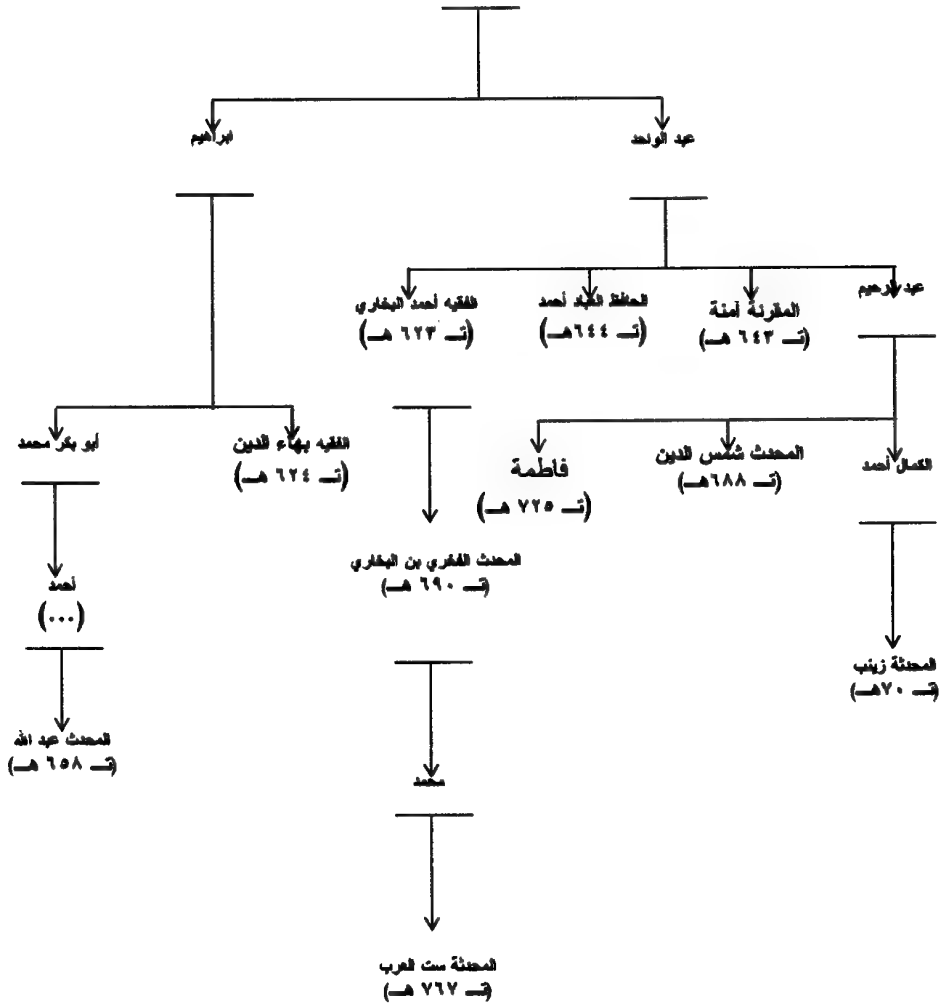 عبد الواحد
ابراهيم
عبد الرحيم
المقرئة آمنة
(تـ ٦٤٣ هـ)
الحافظ أحمد
(تـ ٦٤٤هـ)
الفقيه أحمد البخاري
(تـ ٦٢٣ هـ)
الكمال أحمد
المحدث شمس الدين
(تـ ٦٨٨هـ)
فاطمة
(تـ ٧٢٥ هـ)
الفقيه بهاء الدين
(تـ ٦٢٤ هـ)
أبو بكر محمد
المحدث الفخري بن البخاري
(تـ ٦٩٠ هـ)
أحمد
(...)
المحدثة زينب
(تـ ٧٠هـ)
المحدث عبد الله
(تـ ٦٥٨ هـ)
محمد
المحدثة ست العرب
(تـ ٧٦٧ هـ)